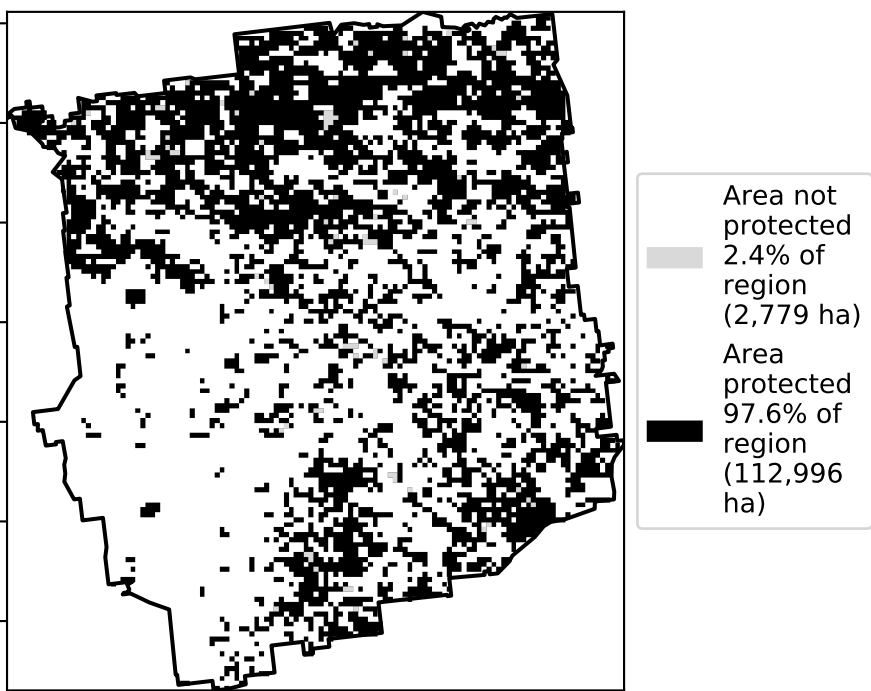 Area not
protected
2.4% of
region
(2,779 ha)
Area
protected
97.6% of
region
(112,996
ha)